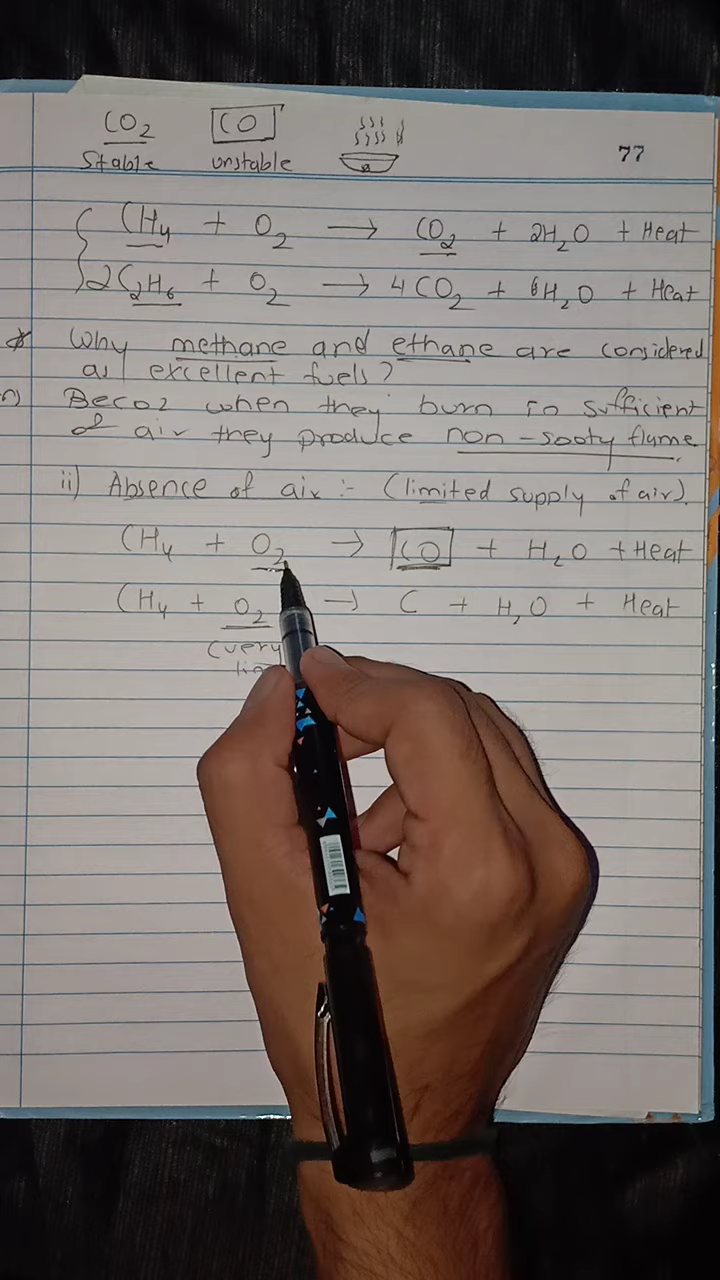 CO₂ CO 77
Stable unstable
CH₄ + O₂ → CO₂ + 2H₂O + Heat
2C₂H₆ + O₂ → 4CO₂ + 6H₂O + Heat
* Why methane and ethane are considered
as excellent fuels?
Becoz when they burn in sufficient
of air they produce non-sooty flame.
ii) Absence of air :- (limited supply of air).
CH₄ + O₂ → CO + H₂O + Heat
CH₄ + O₂ → C + H₂O + Heat
(very